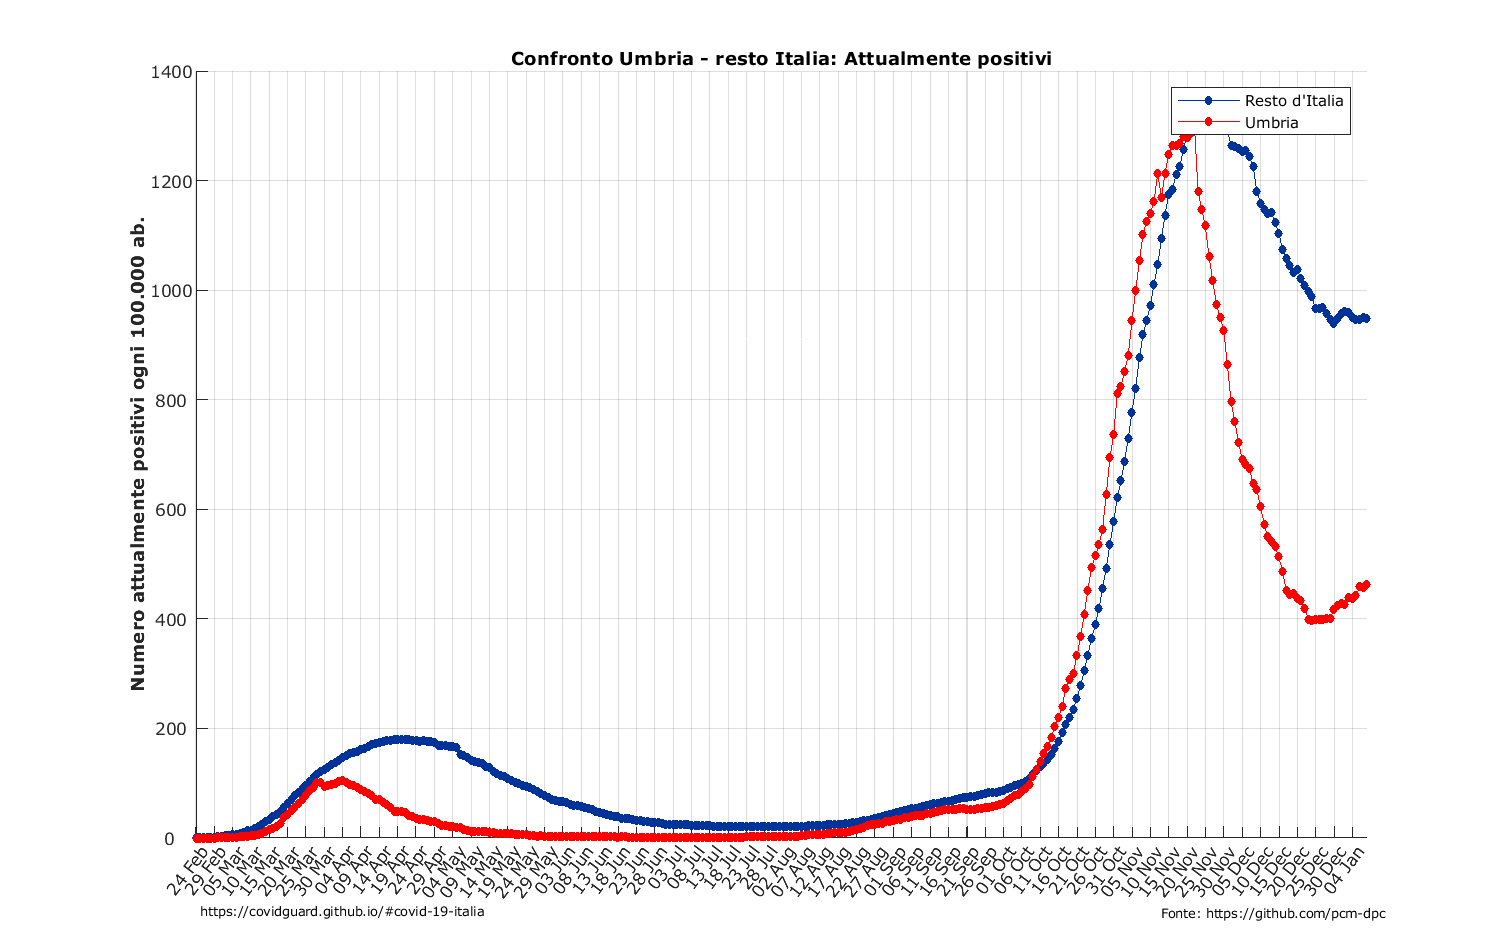 Confronto Umbria - resto Italia: Attualmente positivi
Numero attualmente positivi ogni 100.000 ab.
1400
1200
1000
800
600
400
200
0
Resto d'Italia
Umbria
24 Feb
29 Feb
05 Mar
10 Mar
15 Mar
20 Mar
25 Mar
30 Mar
04 Apr
09 Apr
14 Apr
19 Apr
24 Apr
29 Apr
04 May
09 May
14 May
19 May
24 May
29 May
03 Jun
08 Jun
13 Jun
18 Jun
23 Jun
28 Jun
03 Jul
08 Jul
13 Jul
18 Jul
23 Jul
28 Jul
02 Aug
07 Aug
12 Aug
17 Aug
22 Aug
27 Aug
01 Sep
06 Sep
11 Sep
16 Sep
21 Sep
26 Sep
01 Oct
06 Oct
11 Oct
16 Oct
21 Oct
26 Oct
31 Oct
05 Nov
10 Nov
15 Nov
20 Nov
25 Nov
30 Nov
05 Dec
10 Dec
15 Dec
20 Dec
25 Dec
30 Dec
04 Jan
https://covidguard.github.io/#covid-19-italia
Fonte: https://github.com/pcm-dpc